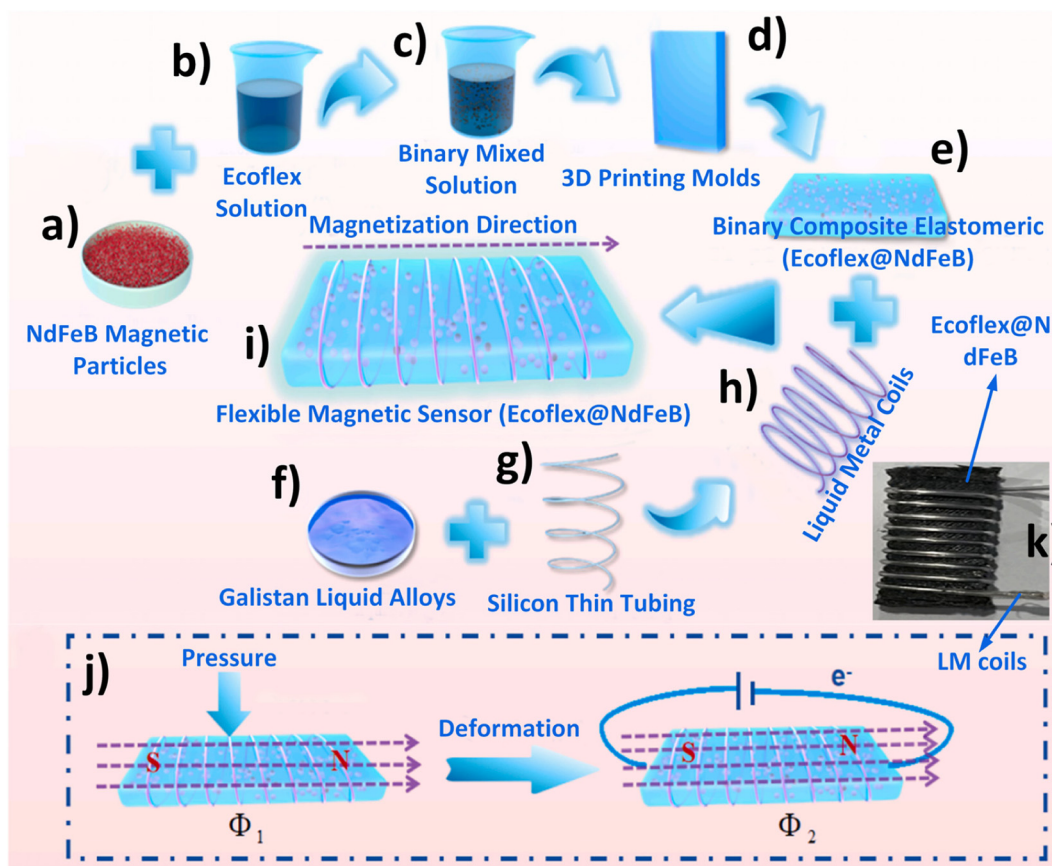 b)
c)
d)
Ecoflex
Solution
Binary Mixed
Solution
3D Printing Molds
e)
Binary Composite Elastomeric
(Ecoflex@NdFeB)
a)
NdFeB Magnetic
Particles
Magnetization Direction
i)
Flexible Magnetic Sensor (Ecoflex@NdFeB)
Ecoflex@N
dFeB
h)
Liquid Metal Coils
f)
Galistan Liquid Alloys
g)
Silicon Thin Tubing
k)
LM coils
j)
Pressure
S
N
Φ1
Deformation
e-
S
N
Φ2